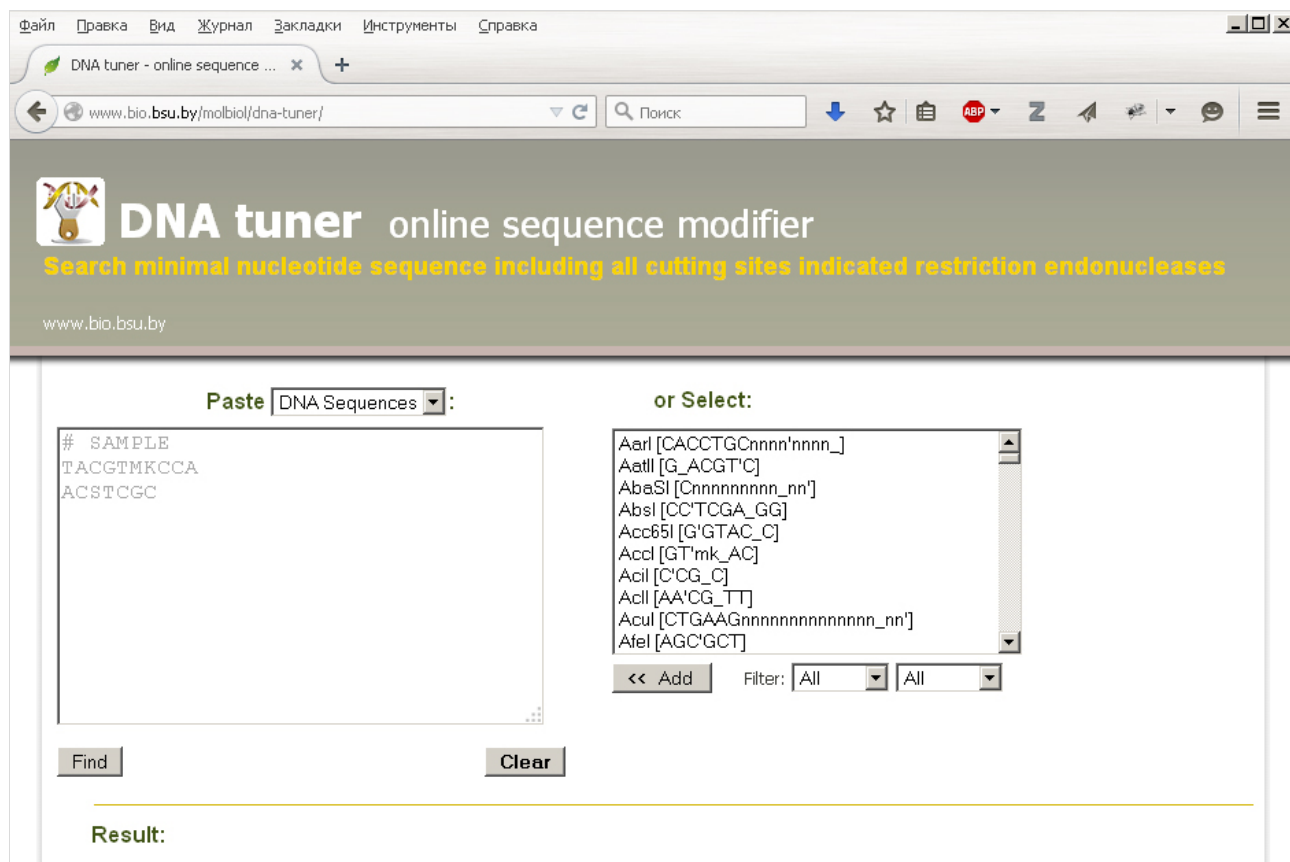 Файл Правка Вид Журнал Закладки Инструменты Справка
DNA tuner - online sequence ...
www.bio.bsu.by/molbiol/dna-tuner/
Поиск
ABP
Z
DNA tuner online sequence modifier
Search minimal nucleotide sequence including all cutting sites indicated restriction endonucleases
www.bio.bsu.by
Paste DNA Sequences :
or Select:
# SAMPLE
TACGTMKCCA
ACSTCGC
AarI [CACCTGCnnnn'nnnn_]
AatII [G_ACGT'C]
AbaSI [Cnnnnnnnnn_nn']
AbsI [CC'TCGA_GG]
Acc65I [G'GTAC_C]
AccI [GT'mk_AC]
AciI [C'CG_C]
AclI [AA'CG_TT]
AcuI [CTGAAGnnnnnnnnnnnnnn_nn']
AfeI [AGC'GCT]
<< Add Filter: All All
Find Clear
Result: